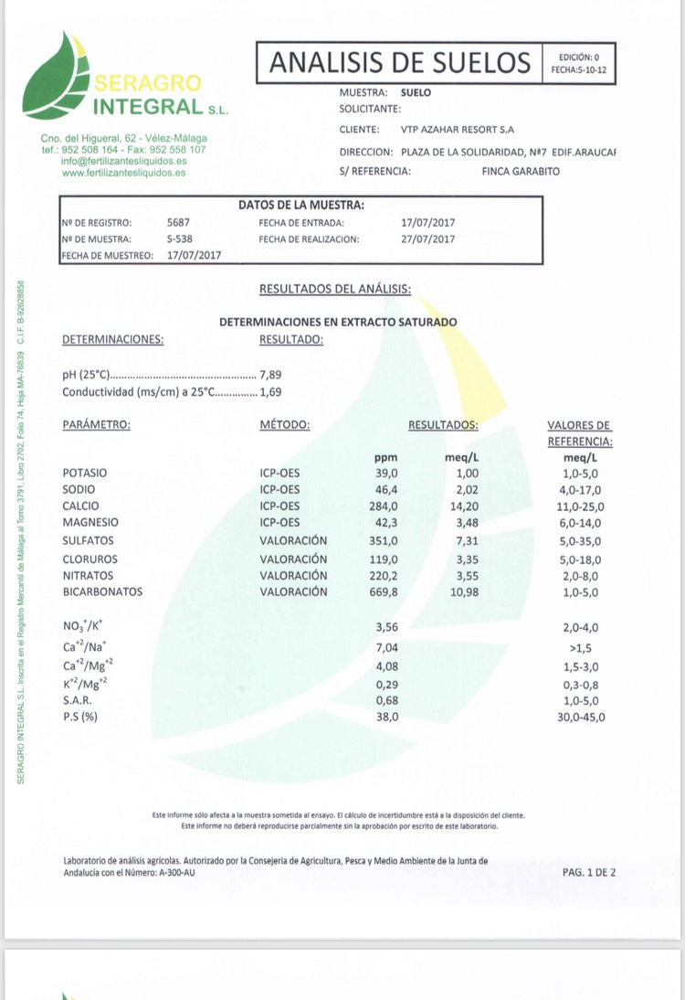 SERAGRO
INTEGRAL S.L.
Cno. del Higueral, 62 - Vélez-Málaga
tef.: 952 508 164 - Fax: 952 558 107
info@fertilizantesliquidos.es
www.fertilizantesliquidos.es
ANALISIS DE SUELOS
EDICIÓN: 0
FECHA:5-10-12
MUESTRA: SUELO
SOLICITANTE:
CLIENTE: VTP AZAHAR RESORT S.A
DIRECCION: PLAZA DE LA SOLIDARIDAD, Nª7 EDIF.ARAUCAF
S/ REFERENCIA: FINCA GARABITO
DATOS DE LA MUESTRA:
Nº DE REGISTRO: 5687 FECHA DE ENTRADA: 17/07/2017
Nº DE MUESTRA: S-538 FECHA DE REALIZACION: 27/07/2017
FECHA DE MUESTREO: 17/07/2017
RESULTADOS DEL ANÁLISIS:
DETERMINACIONES EN EXTRACTO SATURADO
DETERMINACIONES: RESULTADO:
pH (25°C)................................................... 7,89
Conductividad (ms/cm) a 25°C............... 1,69
PARÁMETRO: MÉTODO: RESULTADOS: VALORES DE
REFERENCIA:
ppm meq/L meq/L
POTASIO ICP-OES 39,0 1,00 1,0-5,0
SODIO ICP-OES 46,4 2,02 4,0-17,0
CALCIO ICP-OES 284,0 14,20 11,0-25,0
MAGNESIO ICP-OES 42,3 3,48 6,0-14,0
SULFATOS VALORACIÓN 351,0 7,31 5,0-35,0
CLORUROS VALORACIÓN 119,0 3,35 5,0-18,0
NITRATOS VALORACIÓN 220,2 3,55 2,0-8,0
BICARBONATOS VALORACIÓN 669,8 10,98 1,0-5,0
NO₃⁺/K⁺ 3,56 2,0-4,0
Ca⁺²/Na⁺ 7,04 >1,5
Ca⁺²/Mg⁺² 4,08 1,5-3,0
K⁺²/Mg⁺² 0,29 0,3-0,8
S.A.R. 0,68 1,0-5,0
P.S (%) 38,0 30,0-45,0
Este informe sólo afecta a la muestra sometida al ensayo. El cálculo de incertidumbre está a la disposición del cliente.
Este informe no deberá reproducirse parcialmente sin la aprobación por escrito de este laboratorio.
Laboratorio de análisis agrícolas. Autorizado por la Consejeria de Agricultura, Pesca y Medio Ambiente de la Junta de
Andalucía con el Número: A-300-AU
PAG. 1 DE 2
SERAGRO INTEGRAL S.L. Inscrita en el Registro Mercantil de Málaga al Tomo 3791, Libro 2702, Folio 74, Hoja MA-76839 C.I.F. B-92628858